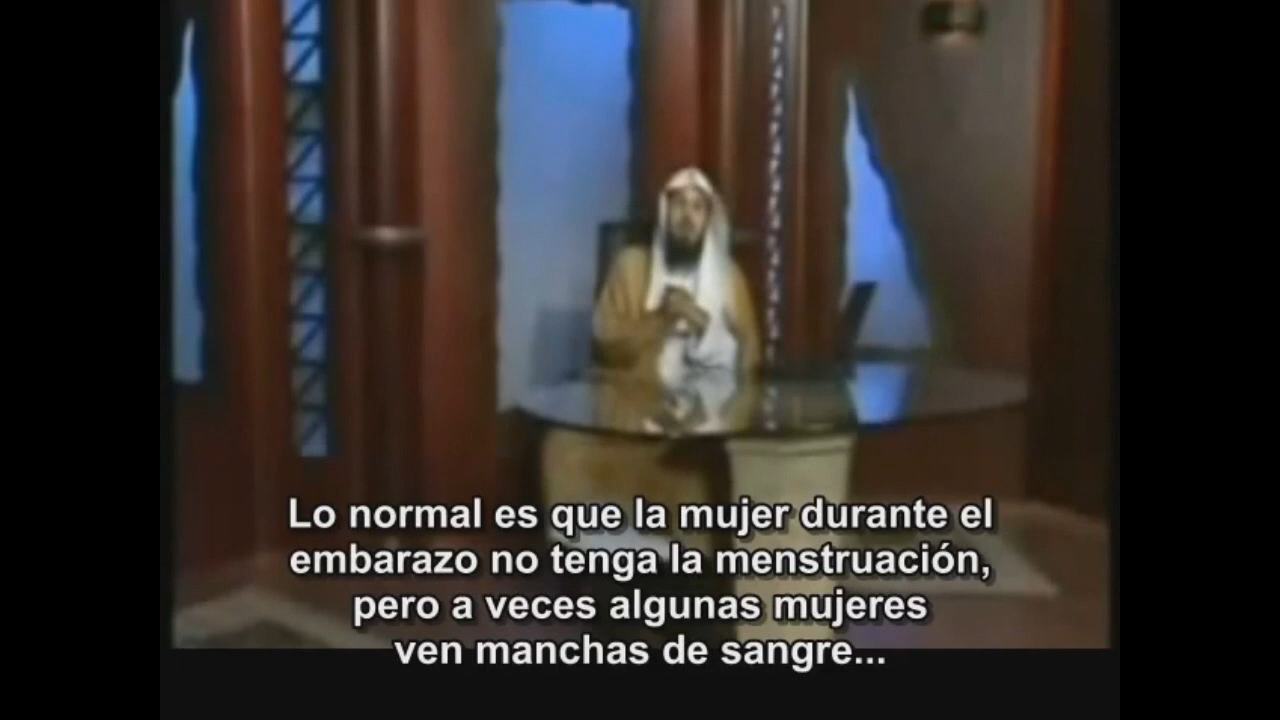 Lo normal es que la mujer durante el
embarazo no tenga la menstruación,
pero a veces algunas mujeres
ven manchas de sangre...